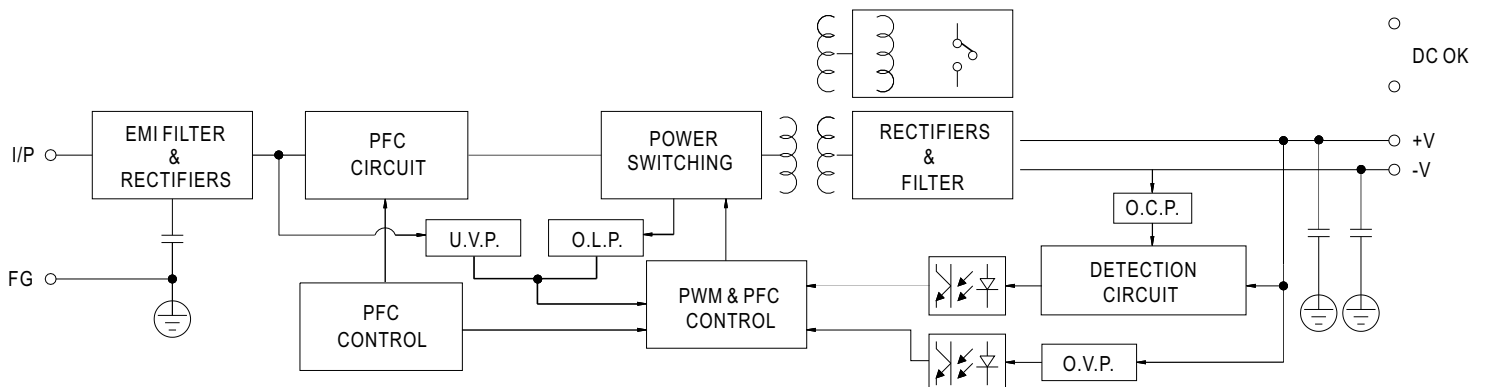 DC OK
I/P
EMI FILTER
&
RECTIFIERS
PFC
CIRCUIT
POWER
SWITCHING
RECTIFIERS
&
FILTER
+V
-V
O.C.P.
U.V.P.
O.L.P.
FG
PFC
CONTROL
PWM & PFC
CONTROL
DETECTION
CIRCUIT
O.V.P.